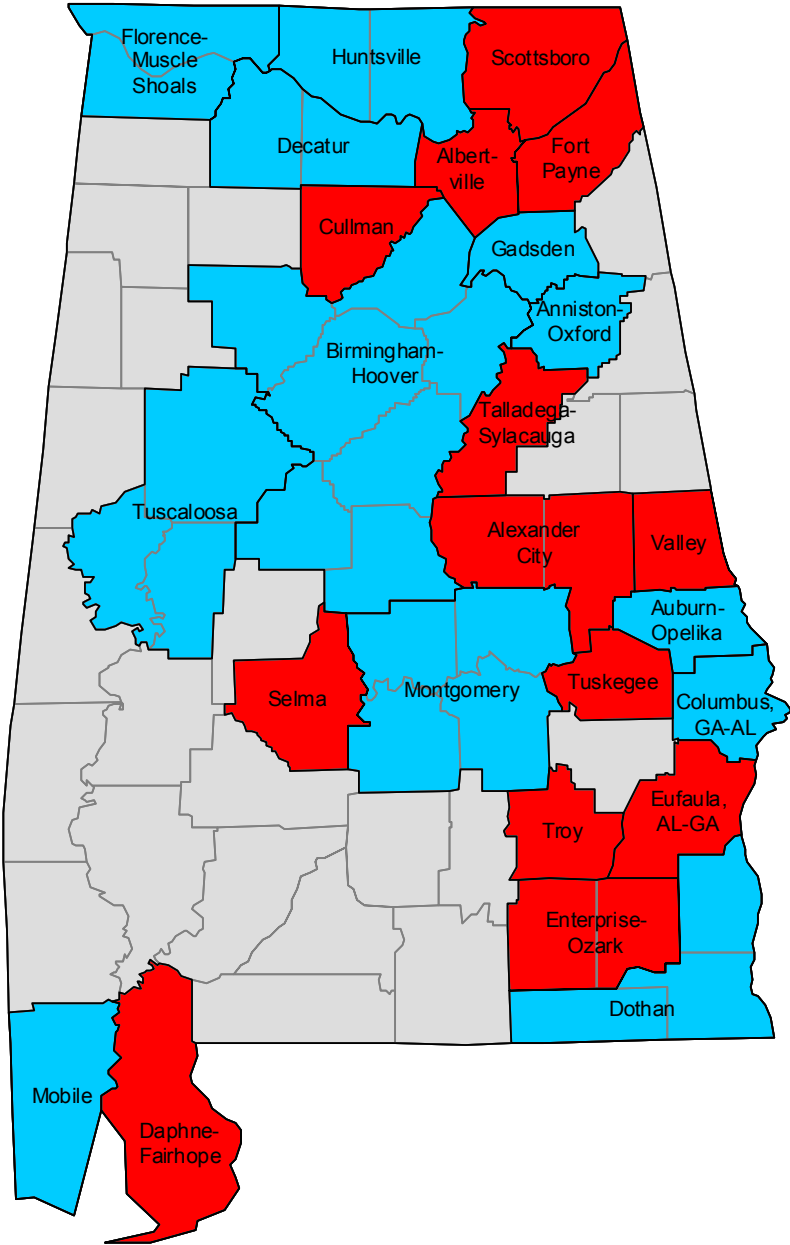 Florence-
Muscle
Shoals
Huntsville
Scottsboro
Decatur
Albert-
ville
Fort
Payne
Cullman
Gadsden
Anniston-
Oxford
Birmingham-
Hoover
Talladega-
Sylacauga
Tuscaloosa
Alexander
City
Valley
Auburn-
Opelika
Selma
Montgomery
Tuskegee
Columbus,
GA-AL
Troy
Eufaula,
AL-GA
Enterprise-
Ozark
Dothan
Mobile
Daphne-
Fairhope